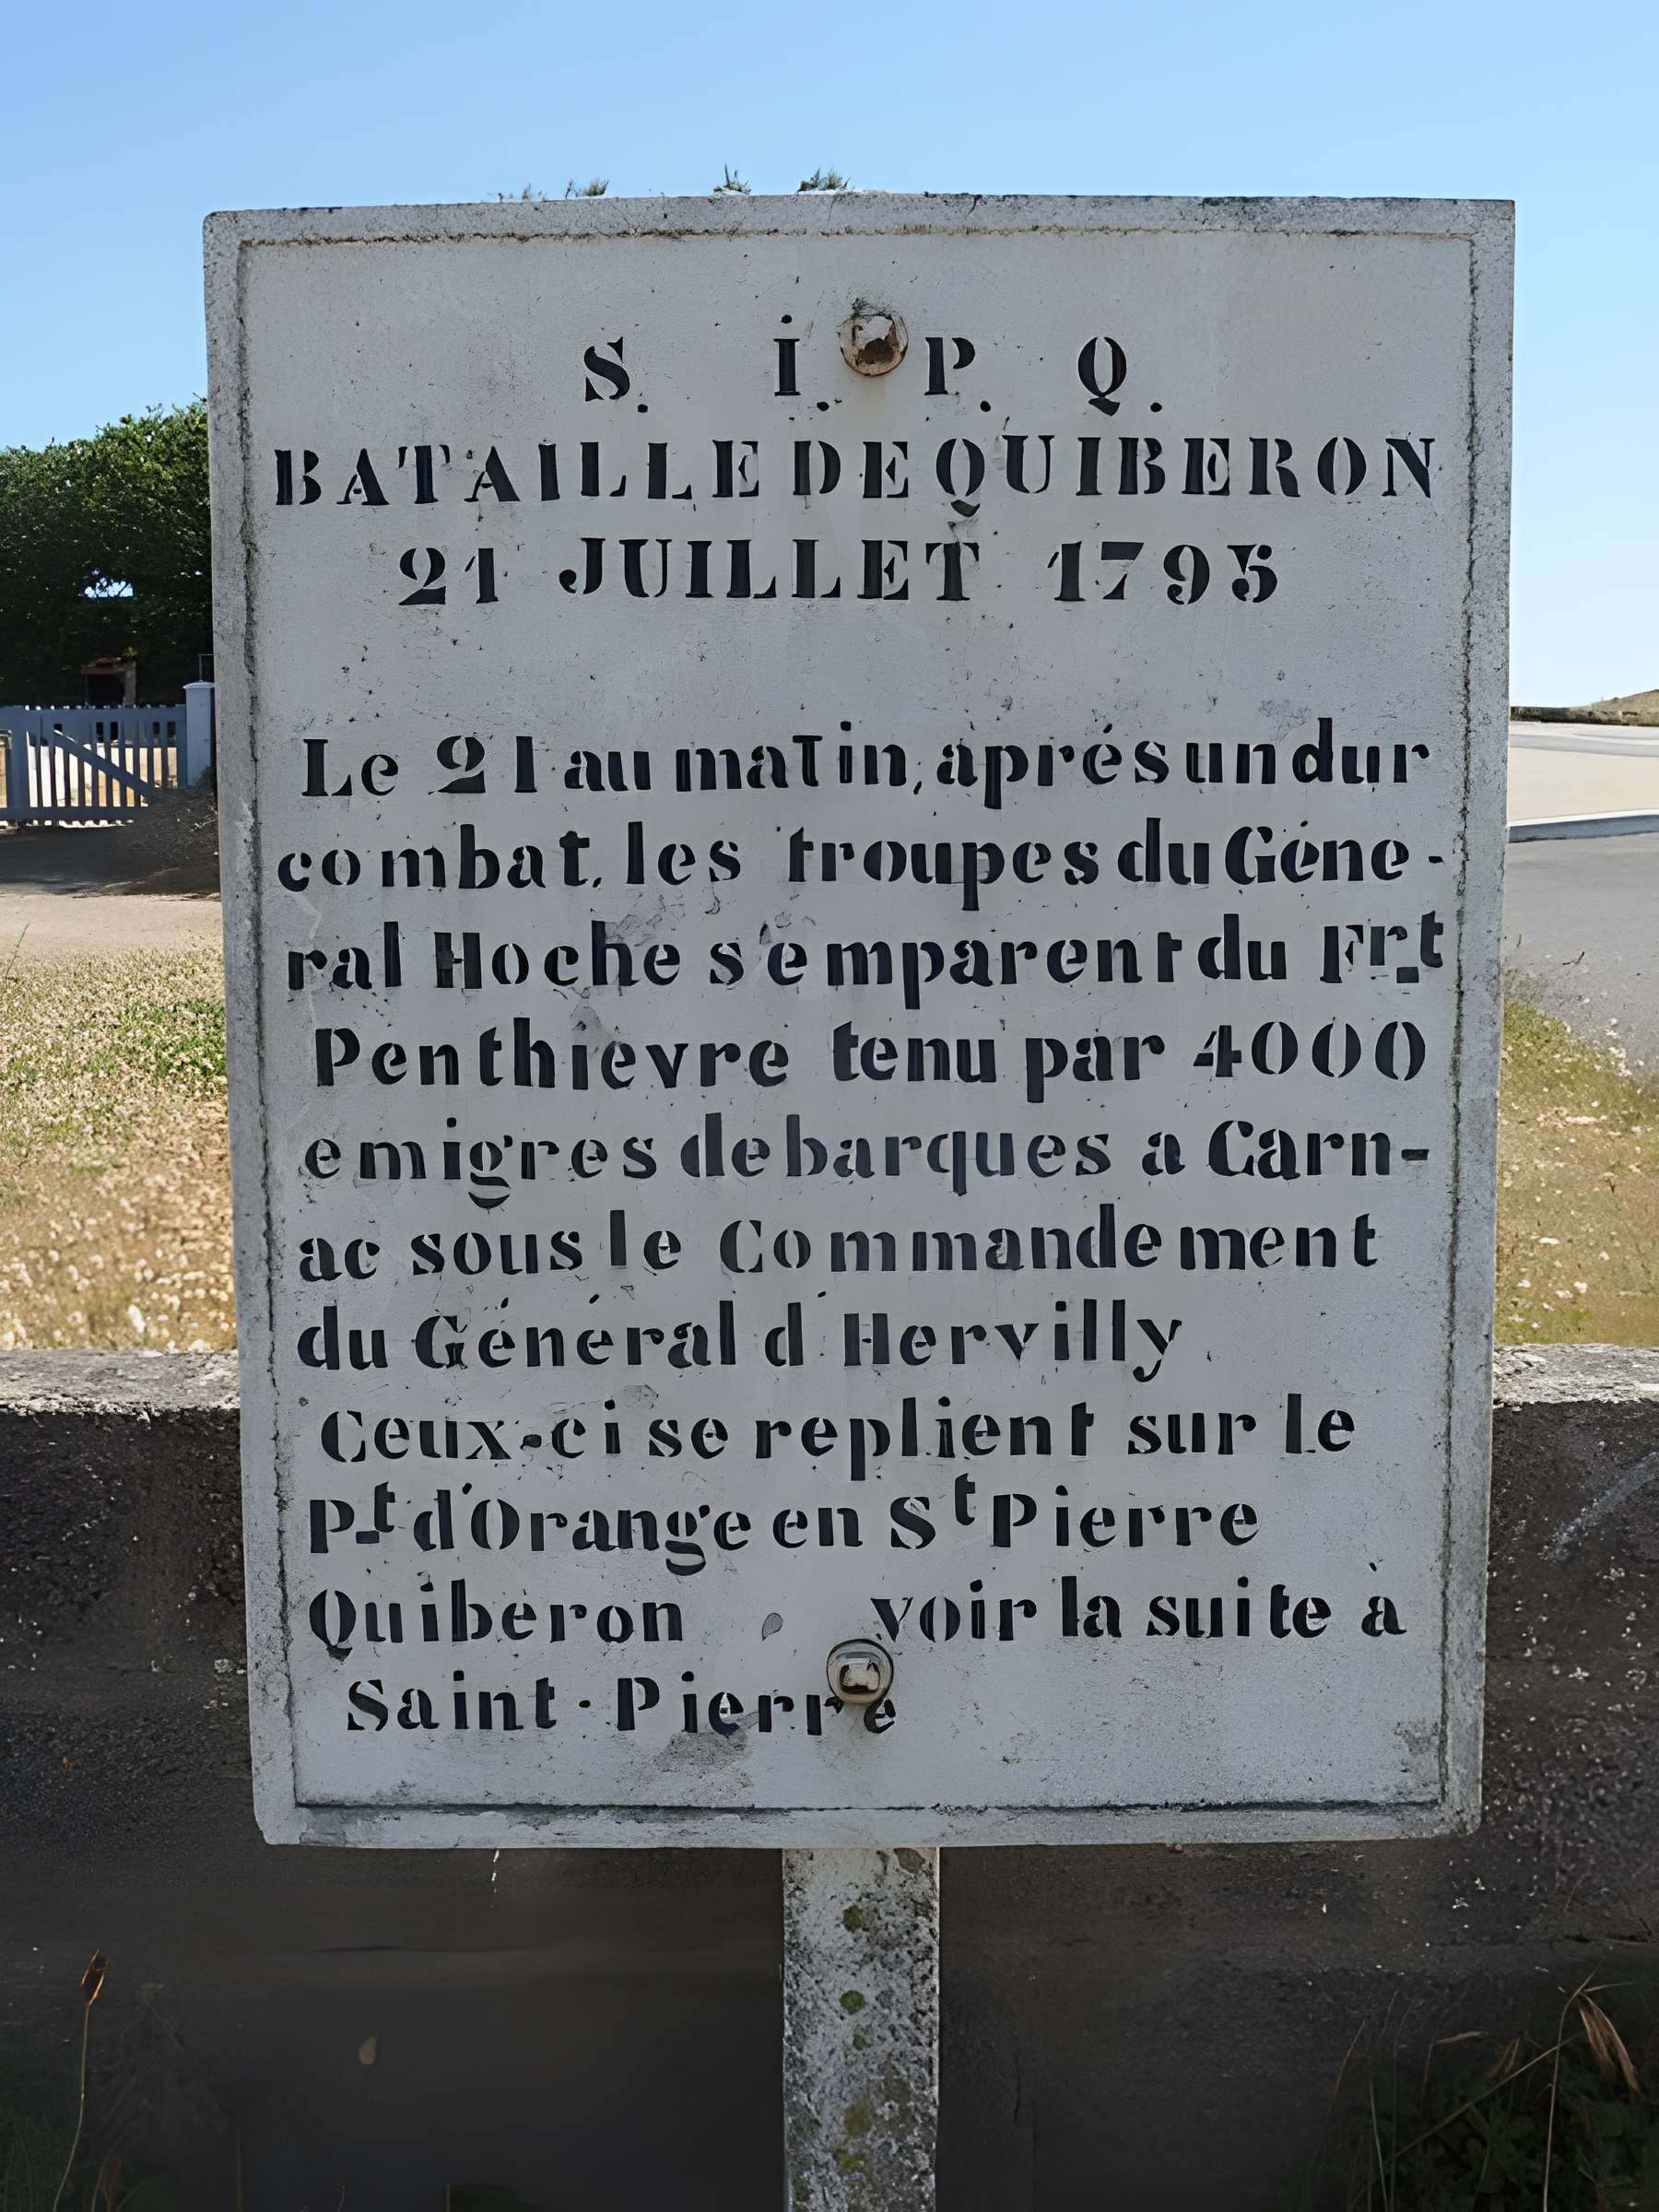 S. I. P. Q.
BATAILLE DE QUIBERON
21 JUILLET 1795
Le 21 au matin, aprés un dur
combat, les troupes du Géne-
ral Hoche s'emparent du Frt
Penthievre tenu par 4000
emigres debarques a Carn-
ac sous le Commandement
du Général d'Hervilly
Ceux-ci se replient sur le
Pt d'Orange en St Pierre
Quiberon . voir la suite à
Saint-Pierre